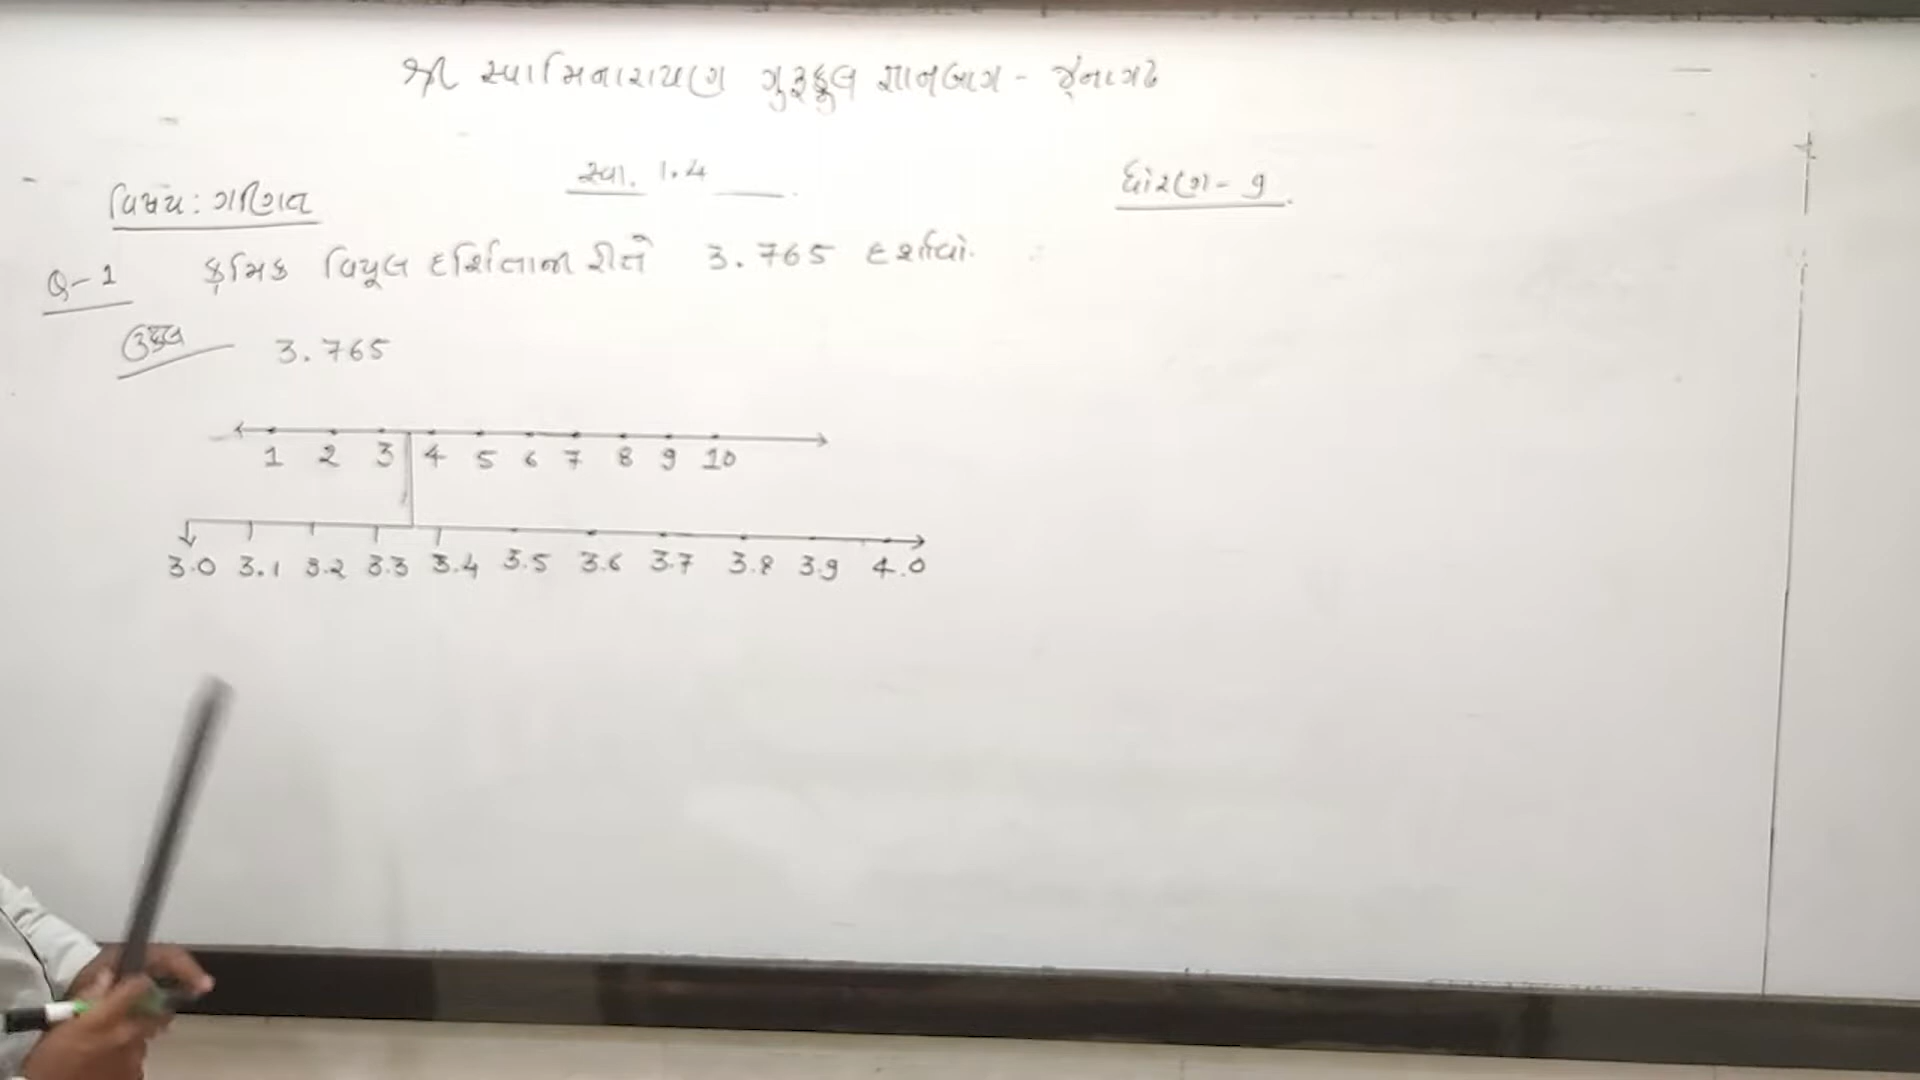 શ્રી સ્વામિનારાયણ ગુરૂકુલ જ્ઞાનબાગ - જૂનાગઢ
સ્વા. 1.4
ધોરણ - 9
વિષય : ગણિત
Q-1 ક્રમિક વિપુલ દર્શિતાની રીતે 3.765 દર્શાવો.
ઉકેલ 3.765
1 2 3 4 5 6 7 8 9 10
3.0 3.1 3.2 3.3 3.4 3.5 3.6 3.7 3.8 3.9 4.0